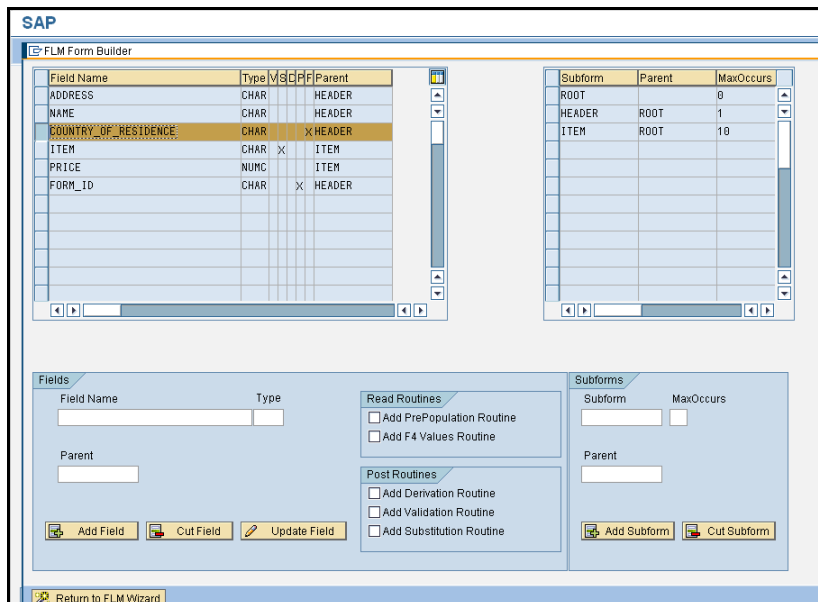 SAP
FLM Form Builder
Field Name Type V S D P F Parent
ADDRESS CHAR HEADER
NAME CHAR HEADER
COUNTRY_OF_RESIDENCE CHAR X HEADER
ITEM CHAR X ITEM
PRICE NUMC ITEM
FORM_ID CHAR X HEADER
Subform Parent MaxOccurs
ROOT 0
HEADER ROOT 1
ITEM ROOT 10
Fields
Field Name Type
Parent
Add Field Cut Field Update Field
Read Routines
Add PrePopulation Routine
Add F4 Values Routine
Post Routines
Add Derivation Routine
Add Validation Routine
Add Substitution Routine
Subforms
Subform MaxOccurs
Parent
Add Subform Cut Subform
Return to FLM Wizard